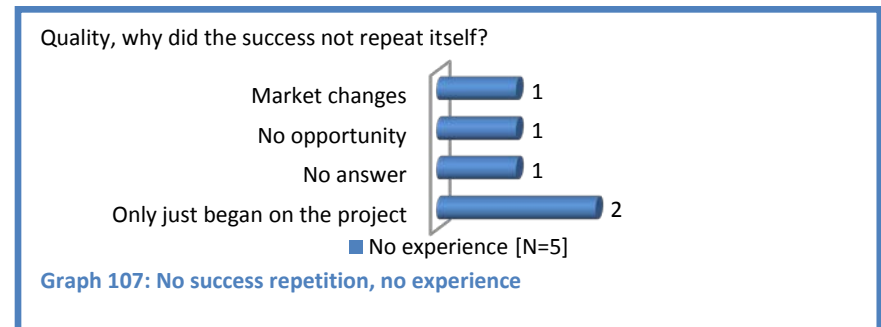 Quality, why did the success not repeat itself?
Market changes 1
No opportunity 1
No answer 1
Only just began on the project 2
No experience [N=5]
Graph 107: No success repetition, no experience